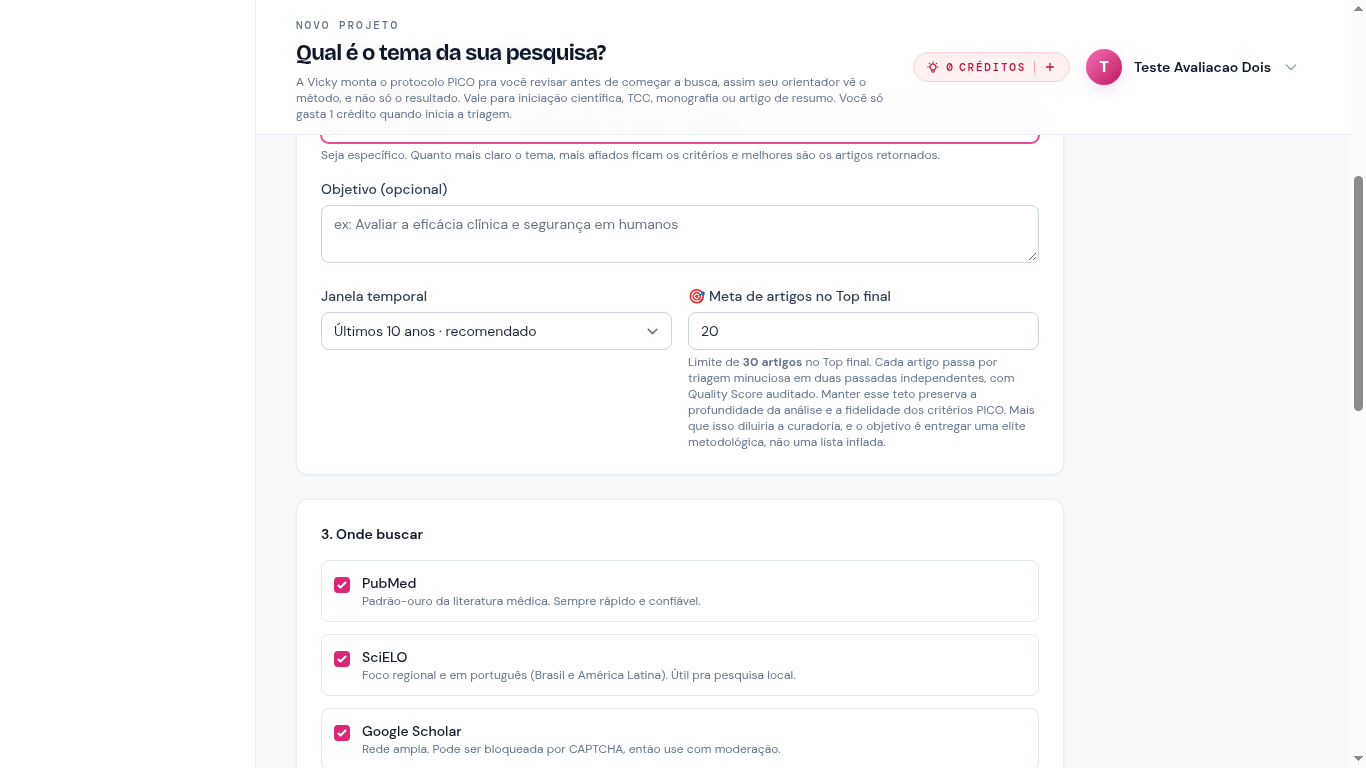 NOVO PROJETO
Qual é o tema da sua pesquisa?
A Vicky monta o protocolo PICO pra você revisar antes de começar a busca, assim seu orientador vê o
método, e não só o resultado. Vale para iniciação científica, TCC, monografia ou artigo de resumo. Você só
gasta 1 crédito quando inicia a triagem.
0 CRÉDITOS
+
T
Teste Avaliacao Dois
Seja específico. Quanto mais claro o tema, mais afiados ficam os critérios e melhores são os artigos retornados.
Objetivo (opcional)
ex: Avaliar a eficácia clínica e segurança em humanos
Janela temporal
Últimos 10 anos · recomendado
🎯 Meta de artigos no Top final
20
Limite de 30 artigos no Top final. Cada artigo passa por
triagem minuciosa em duas passadas independentes, com
Quality Score auditado. Manter esse teto preserva a
profundidade da análise e a fidelidade dos critérios PICO. Mais
que isso diluiria a curadoria, e o objetivo é entregar uma elite
metodológica, não uma lista inflada.
3. Onde buscar
PubMed
Padrão-ouro da literatura médica. Sempre rápido e confiável.
SciELO
Foco regional e em português (Brasil e América Latina). Útil pra pesquisa local.
Google Scholar
Rede ampla. Pode ser bloqueada por CAPTCHA, então use com moderação.